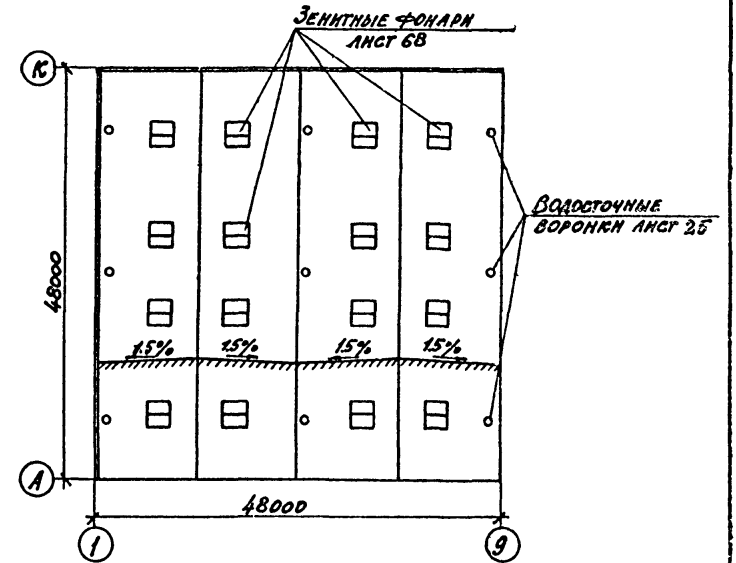 Зенитные фонари
лист 6В
К
Водосточные
воронки лист 25
48000
1.5% 1.5% 1.5% 1.5%
А
48000
1 9